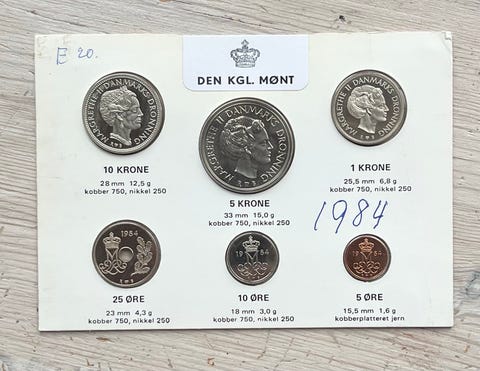 E 20.
DEN KGL. MØNT
MARGRETHE II DANMARKS DRONNING
MARGRETHE II DANMARKS DRONNING
MARGRETHE II DANMARKS DRONNING
10 KRONE
28 mm 12,5 g
kobber 750, nikkel 250
5 KRONE
33 mm 15,0 g
kobber 750, nikkel 250
1 KRONE
25,5 mm 6,8 g
kobber 750, nikkel 250
1984
1984
25 ØRE
23 mm 4,3 g
kobber 750, nikkel 250
19 84
10 ØRE
18 mm 3,0 g
kobber 750, nikkel 250
19 84
5 ØRE
15,5 mm 1,6 g
kobberplatteret jern